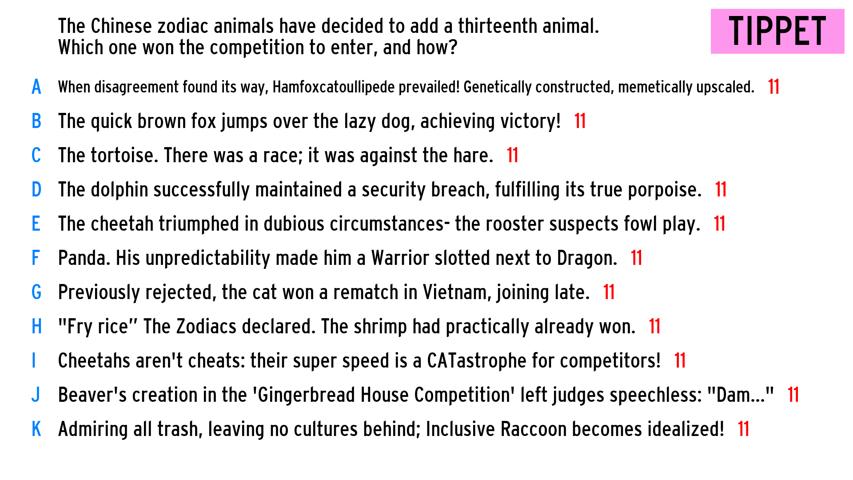 The Chinese zodiac animals have decided to add a thirteenth animal.
TIPPET
Which one won the competition to enter, and how?
A When disagreement found its way, Hamfoxcatoullipede prevailed! Genetically constructed, memetically upscaled. 11
B The quick brown fox jumps over the lazy dog, achieving victory! 11
C The tortoise. There was a race; it was against the hare. 11
D The dolphin successfully maintained a security breach, fulfilling its true porpoise. 11
E The cheetah triumphed in dubious circumstances- the rooster suspects fowl play. 11
F Panda. His unpredictability made him a Warrior slotted next to Dragon. 11
G Previously rejected, the cat won a rematch in Vietnam, joining late. 11
H "Fry rice” The Zodiacs declared. The shrimp had practically already won. 11
I Cheetahs aren't cheats: their super speed is a CATastrophe for competitors! 11
J Beaver's creation in the 'Gingerbread House Competition' left judges speechless: "Dam..." 11
K Admiring all trash, leaving no cultures behind; Inclusive Raccoon becomes idealized! 11